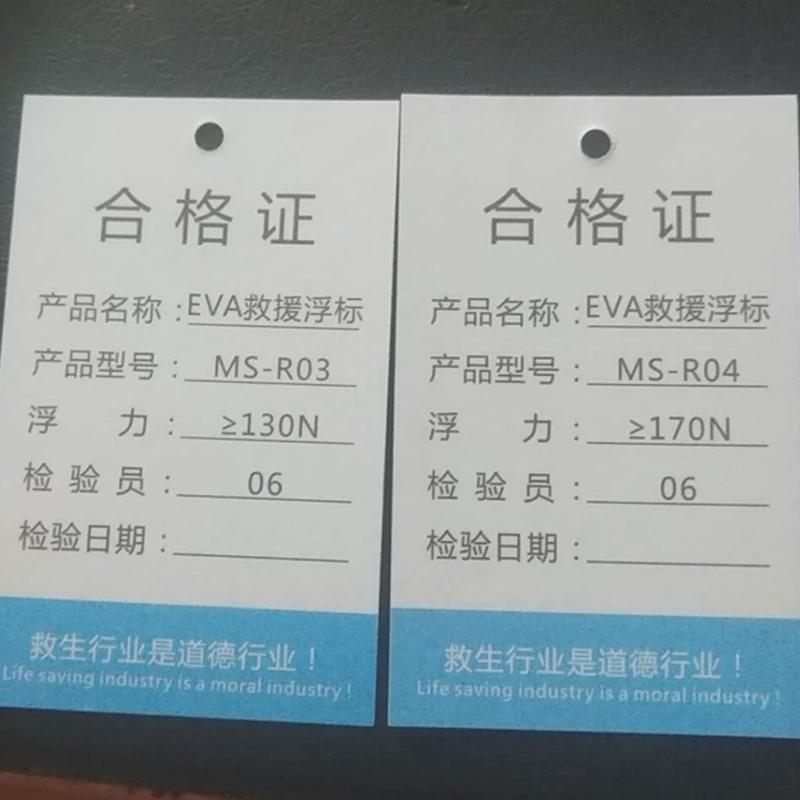 合格证
产品名称：EVA救援浮标
产品型号：MS-R03
浮力：≥130N
检验员：06
检验日期：
救生行业是道德行业！
Life saving industry is a moral industry！
合格证
产品名称：EVA救援浮标
产品型号：MS-R04
浮力：≥170N
检验员：06
检验日期：
救生行业是道德行业！
Life saving industry is a moral industry！